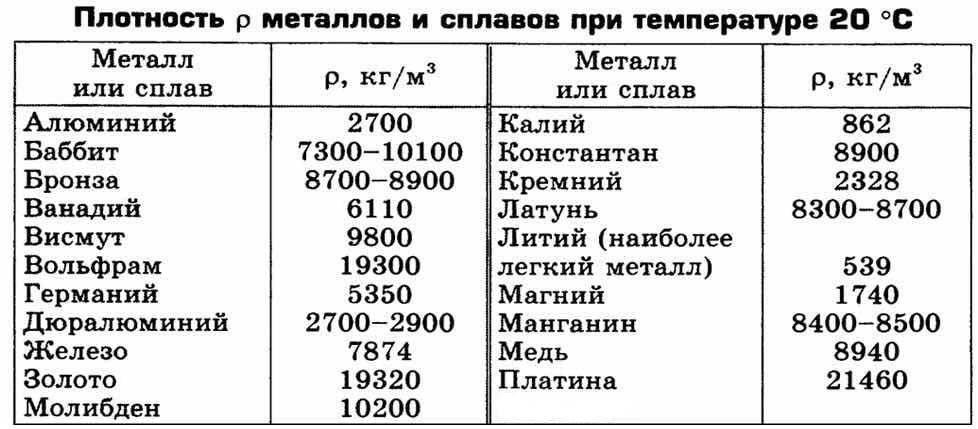 Плотность ρ металлов и сплавов при температуре 20 °С
Металл
или сплав
ρ, кг/м³
Металл
или сплав
ρ, кг/м³
Алюминий 2700
Баббит 7300–10100
Бронза 8700–8900
Ванадий 6110
Висмут 9800
Вольфрам 19300
Германий 5350
Дюралюминий 2700–2900
Железо 7874
Золото 19320
Молибден 10200
Калий 862
Константан 8900
Кремний 2328
Латунь 8300–8700
Литий (наиболее
легкий металл) 539
Магний 1740
Манганин 8400–8500
Медь 8940
Платина 21460